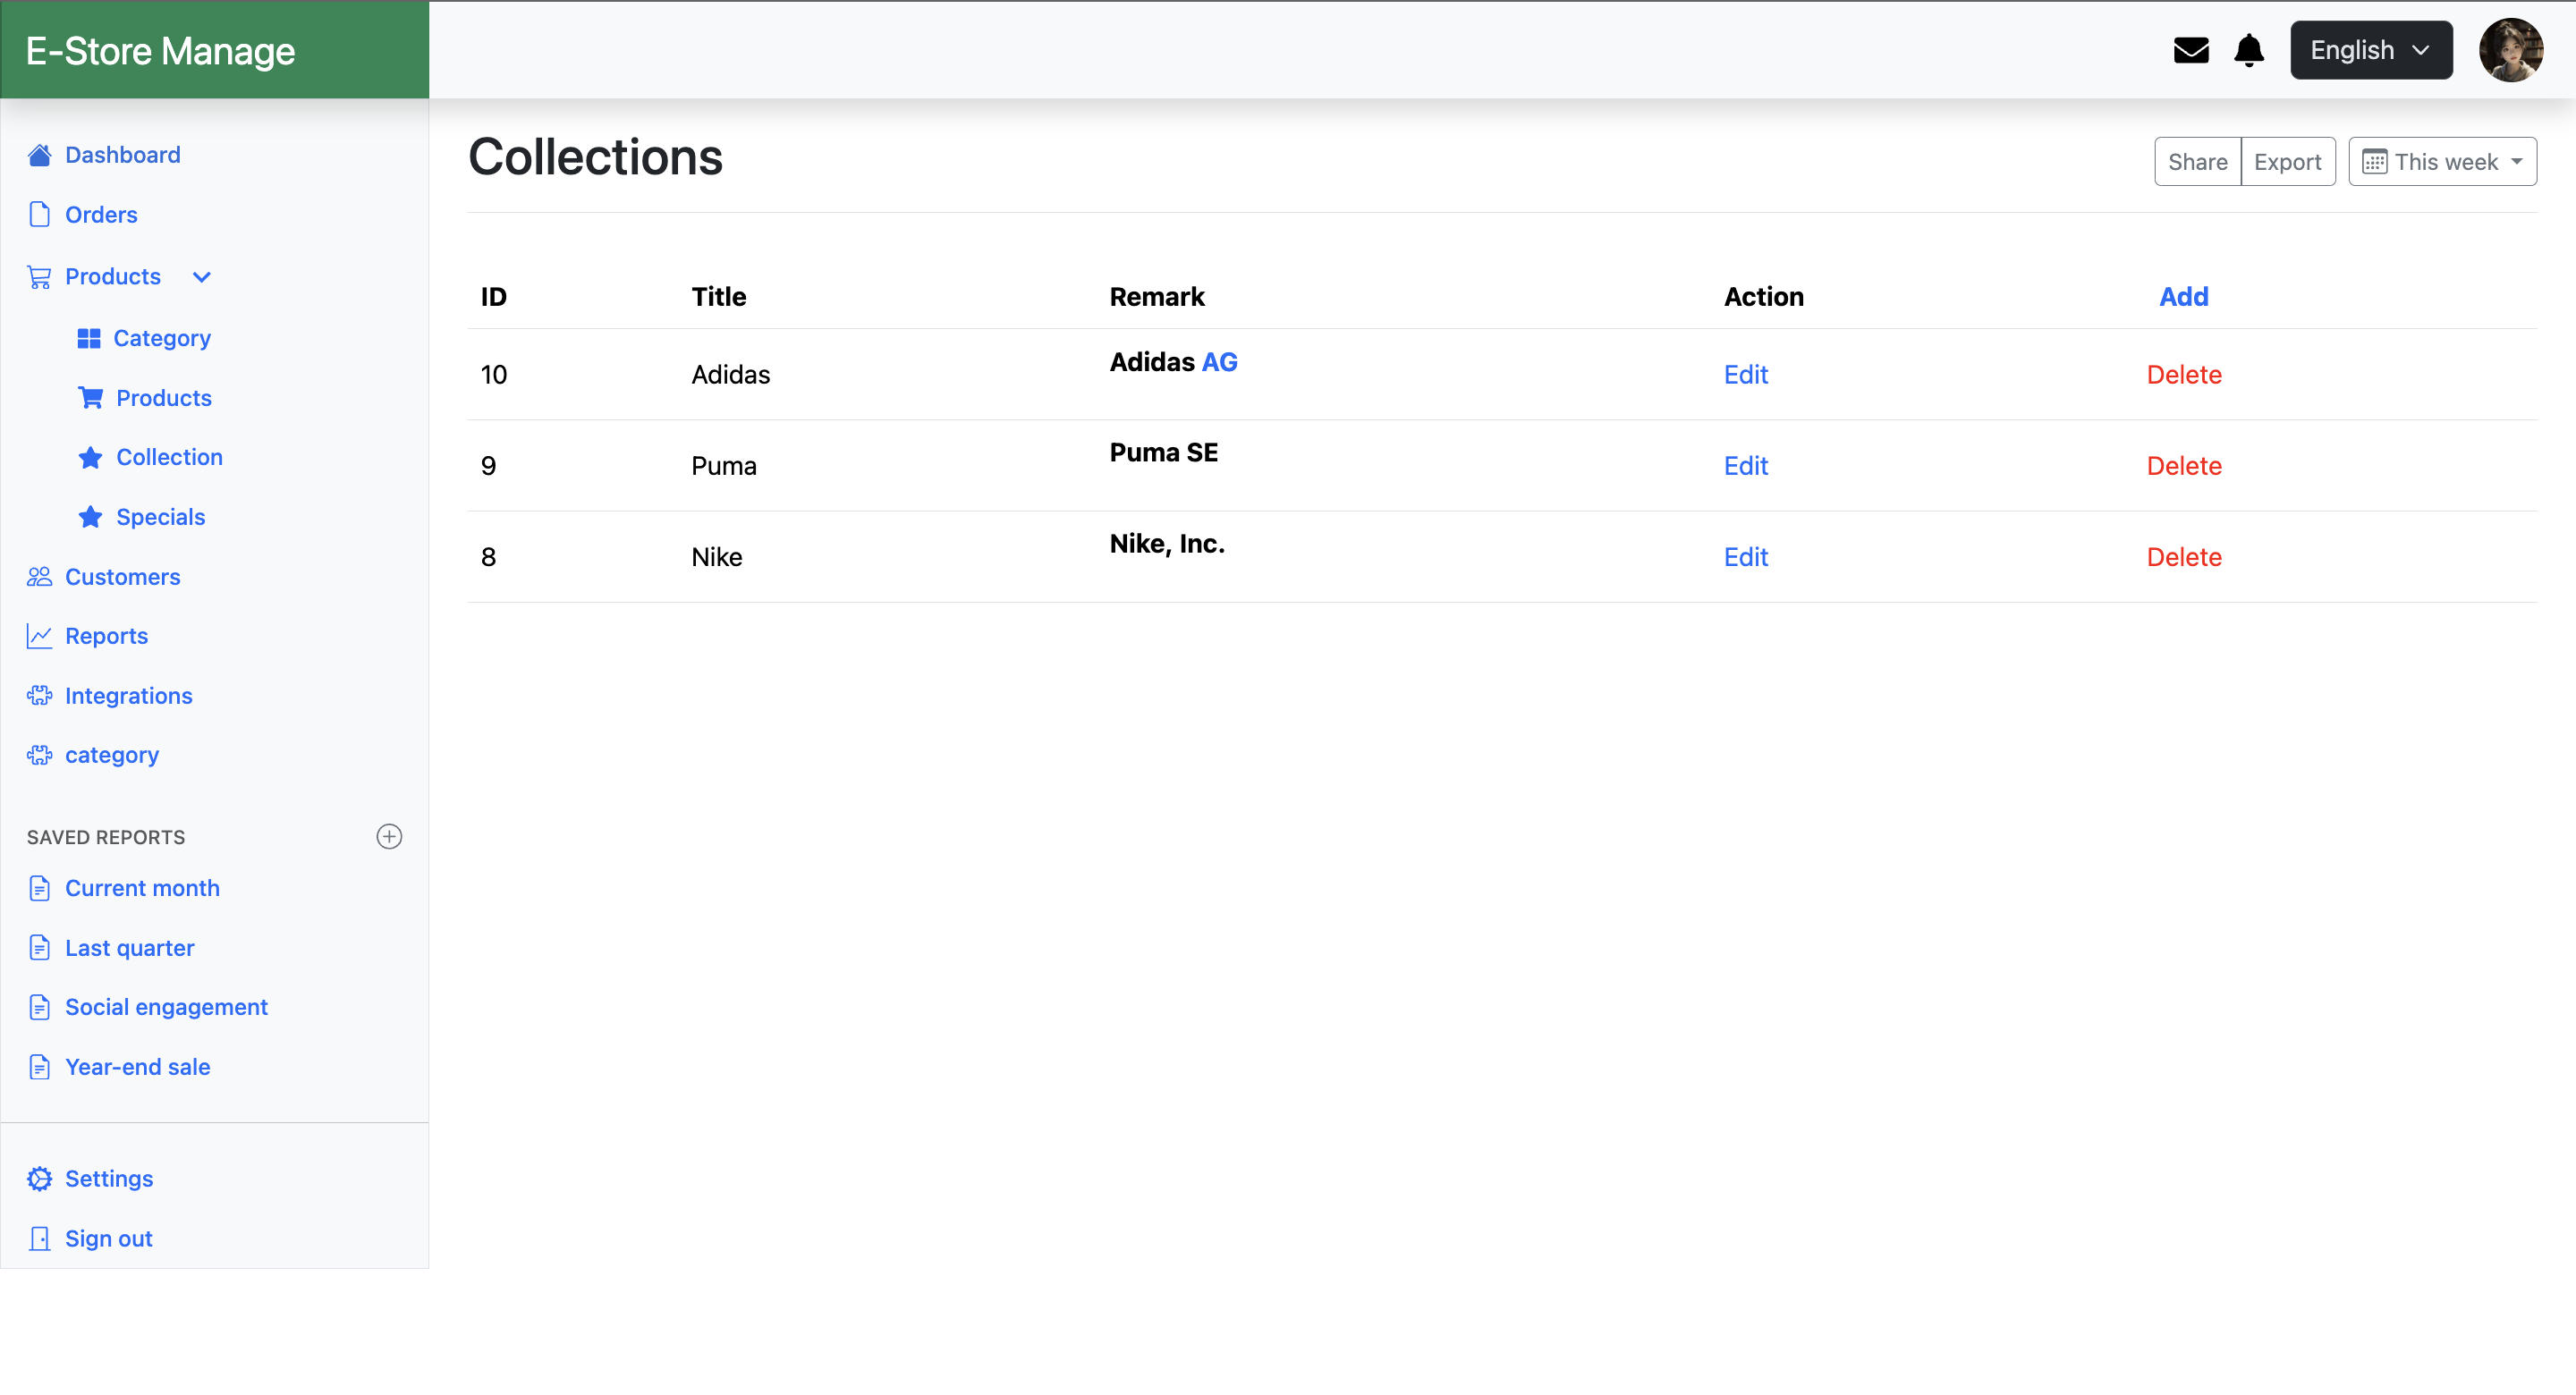 E-Store Manage
English
Dashboard
Orders
Products
Category
Products
Collection
Specials
Customers
Reports
Integrations
category
SAVED REPORTS
Current month
Last quarter
Social engagement
Year-end sale
Settings
Sign out
Collections
Share Export This week
ID Title Remark Action Add
10 Adidas Adidas AG Edit Delete
9 Puma Puma SE Edit Delete
8 Nike Nike, Inc. Edit Delete